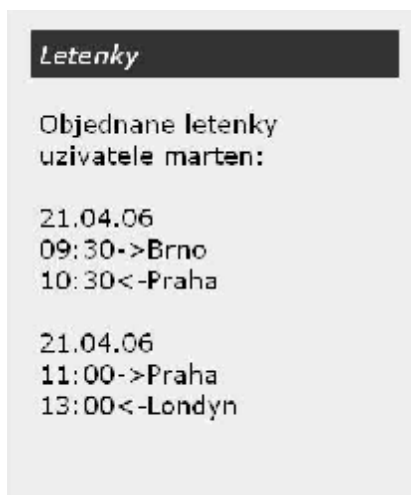 Letenky
Objednane letenky
uzivatele marten:
21.04.06
09:30->Brno
10:30<-Praha
21.04.06
11:00->Praha
13:00<-Londyn